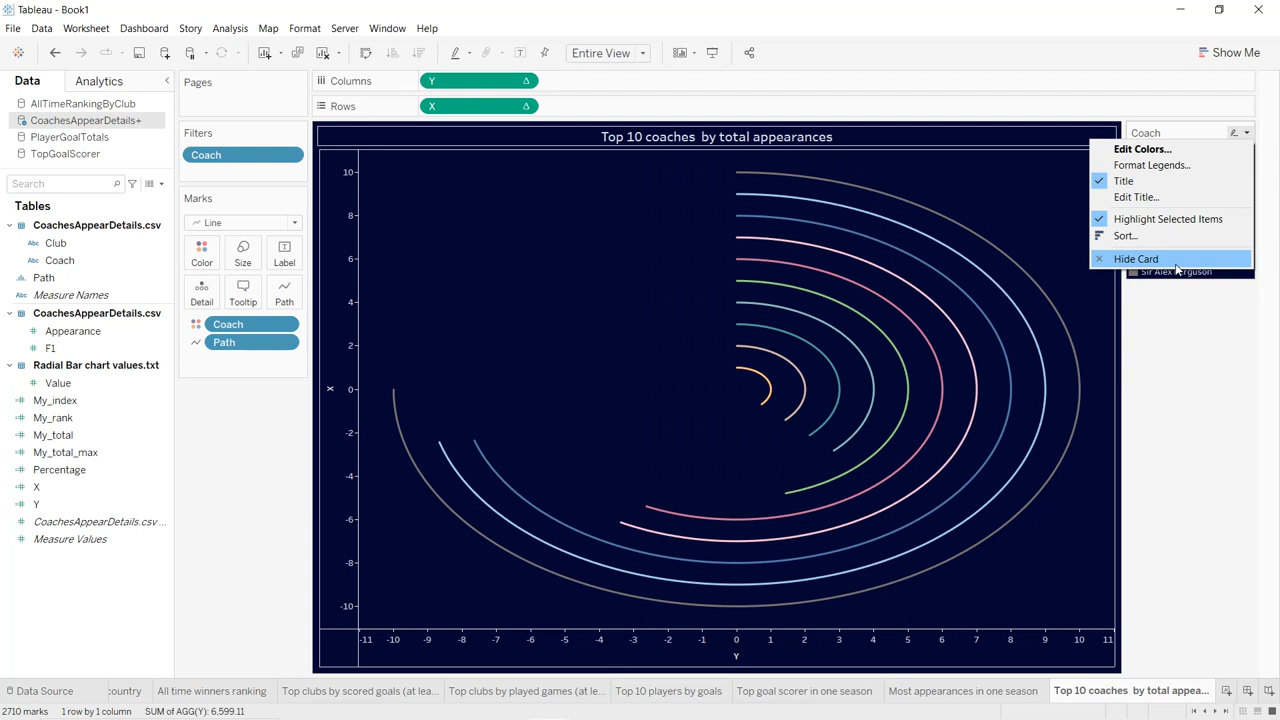 Tableau - Book1
File Data Worksheet Dashboard Story Analysis Map Format Server Window Help
Entire View
Show Me
Data Analytics
AllTimeRankingByClub
CoachesAppearDetails+
PlayerGoalTotals
TopGoalScorer
Search
Tables
CoachesAppearDetails.csv
Abc Club
Abc Coach
Path
Measure Names
CoachesAppearDetails.csv
# Appearance
# F1
Radial Bar chart values.txt
# Value
My_index
My_rank
My_total
My_total_max
Percentage
X
Y
CoachesAppearDetails.csv ...
Measure Values
Pages
Filters
Coach
Marks
Line
Color Size Label
Detail Tooltip Path
Coach
Path
Columns Y Δ
Rows X Δ
Top 10 coaches by total appearances
10
8
6
4
2
0
-2
-4
-6
-8
-10
X
-11 -10 -9 -8 -7 -6 -5 -4 -3 -2 -1 0 1 2 3 4 5 6 7 8 9 10 11
Y
Coach
Edit Colors...
Format Legends...
Title
Edit Title...
Highlight Selected Items
Sort...
Hide Card
Sir Alex Ferguson
Data Source
country
All time winners ranking
Top clubs by scored goals (at lea...
Top clubs by played games (at le...
Top 10 players by goals
Top goal scorer in one season
Most appearances in one season
Top 10 coaches by total appea...
2710 marks 1 row by 1 column SUM of AGG(Y): 6,599.11